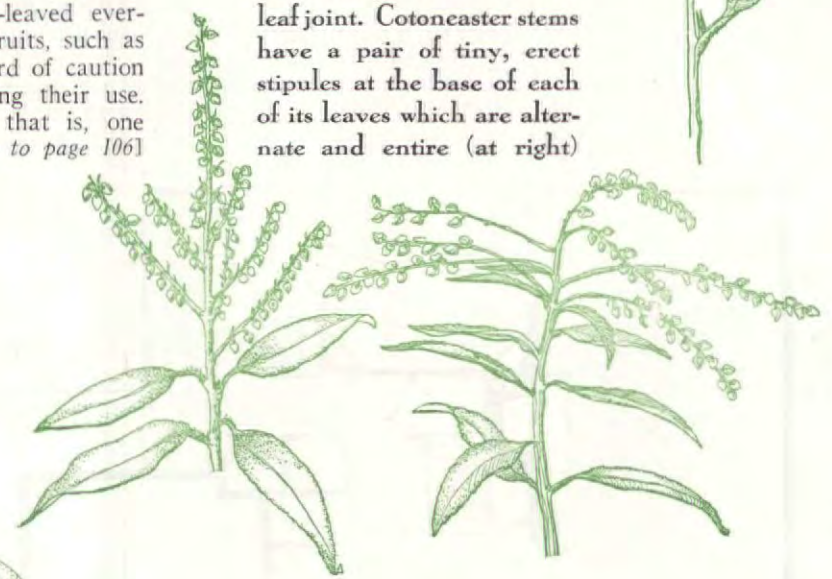 -leaved ever-
ruits, such as
rd of caution
ng their use.
that is, one
to page 106]
leaf joint. Cotoneaster stems
have a pair of tiny, erect
stipules at the base of each
of its leaves which are alter-
nate and entire (at right)